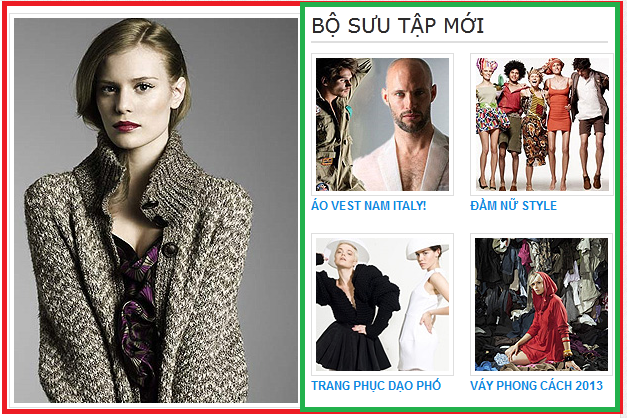 BỘ SƯU TẬP MỚI
ÁO VEST NAM ITALY!
ĐẦM NỮ STYLE
TRANG PHỤC DẠO PHỐ
VÁY PHONG CÁCH 2013